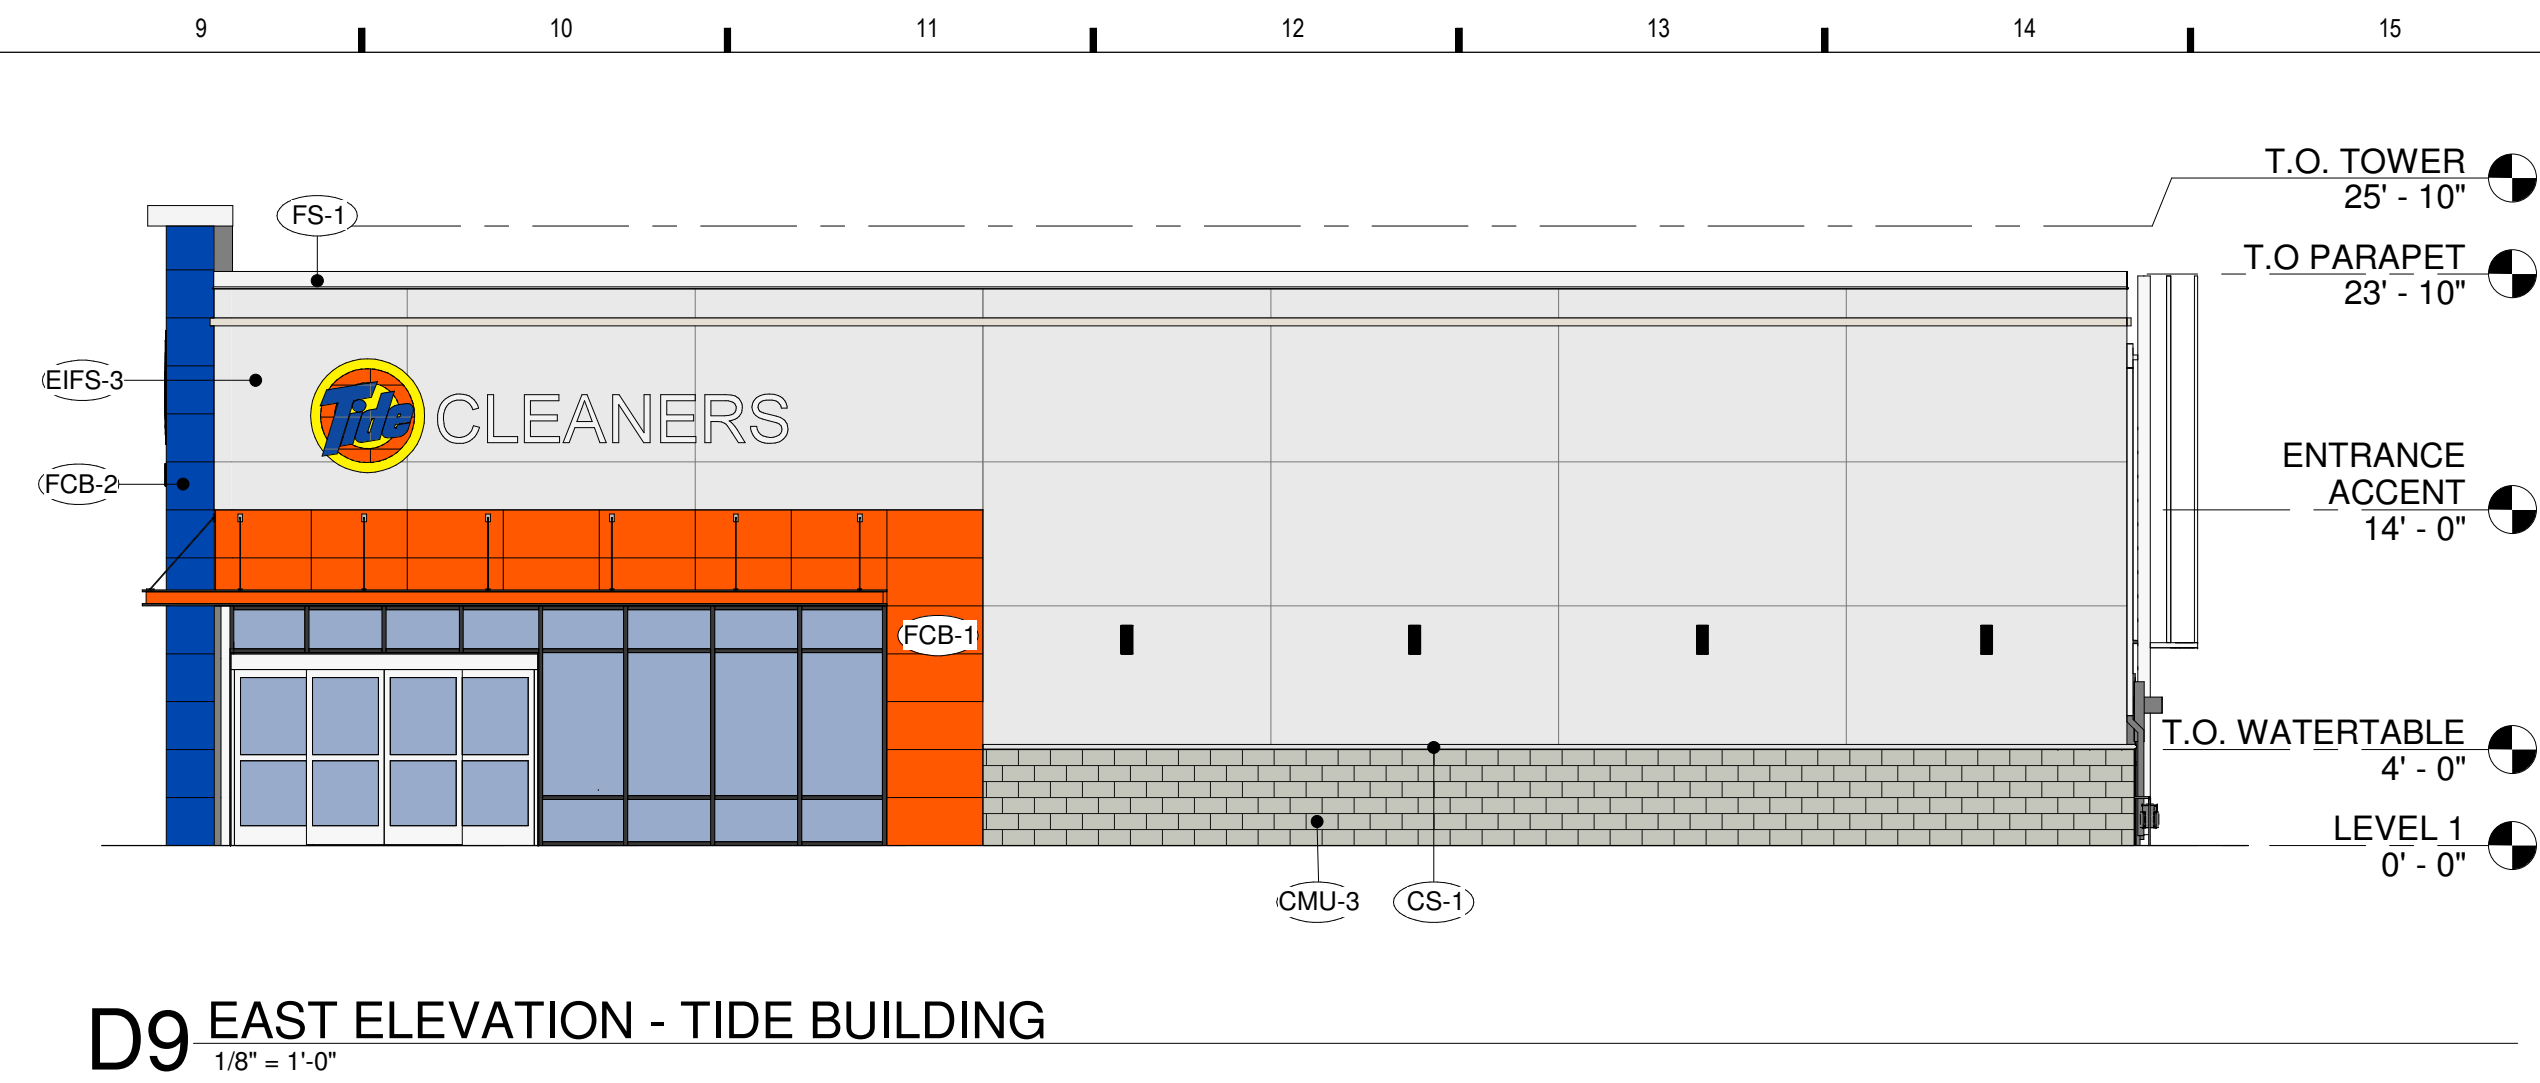 9 10 11 12 13 14 15
T.O. TOWER
25' - 10"
FS-1
T.O PARAPET
23' - 10"
EIFS-3
Tide CLEANERS
ENTRANCE
ACCENT
14' - 0"
FCB-2
FCB-1
T.O. WATERTABLE
4' - 0"
LEVEL 1
0' - 0"
CMU-3
CS-1
D9 EAST ELEVATION - TIDE BUILDING
1/8" = 1'-0"